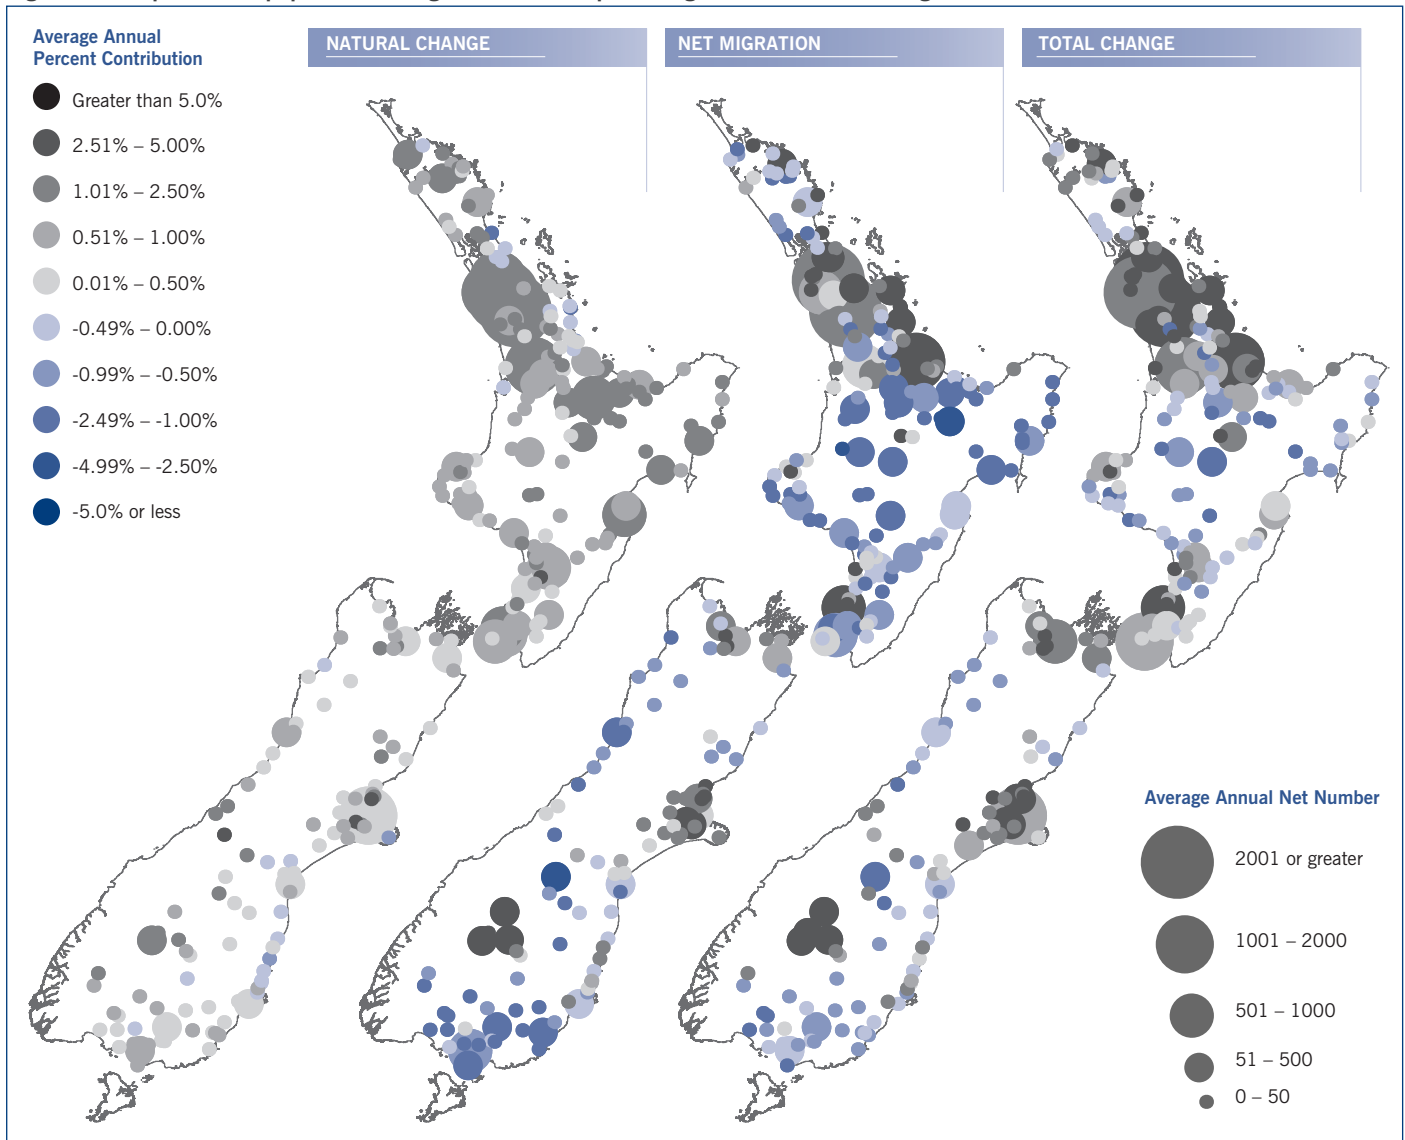 Average Annual
Percent Contribution
Greater than 5.0%
2.51% – 5.00%
1.01% – 2.50%
0.51% – 1.00%
0.01% – 0.50%
-0.49% – 0.00%
-0.99% – -0.50%
-2.49% – -1.00%
-4.99% – -2.50%
-5.0% or less
NATURAL CHANGE
NET MIGRATION
TOTAL CHANGE
Average Annual Net Number
2001 or greater
1001 – 2000
501 – 1000
51 – 500
0 – 50